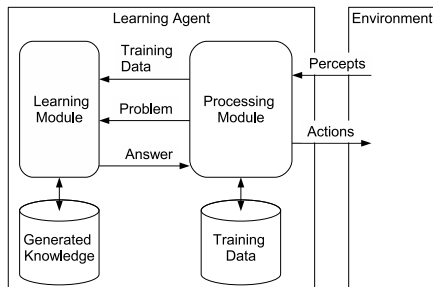 Learning Agent
Environment
Training
Data
Percepts
Learning
Module
Processing
Module
Problem
Actions
Answer
Generated
Knowledge
Training
Data